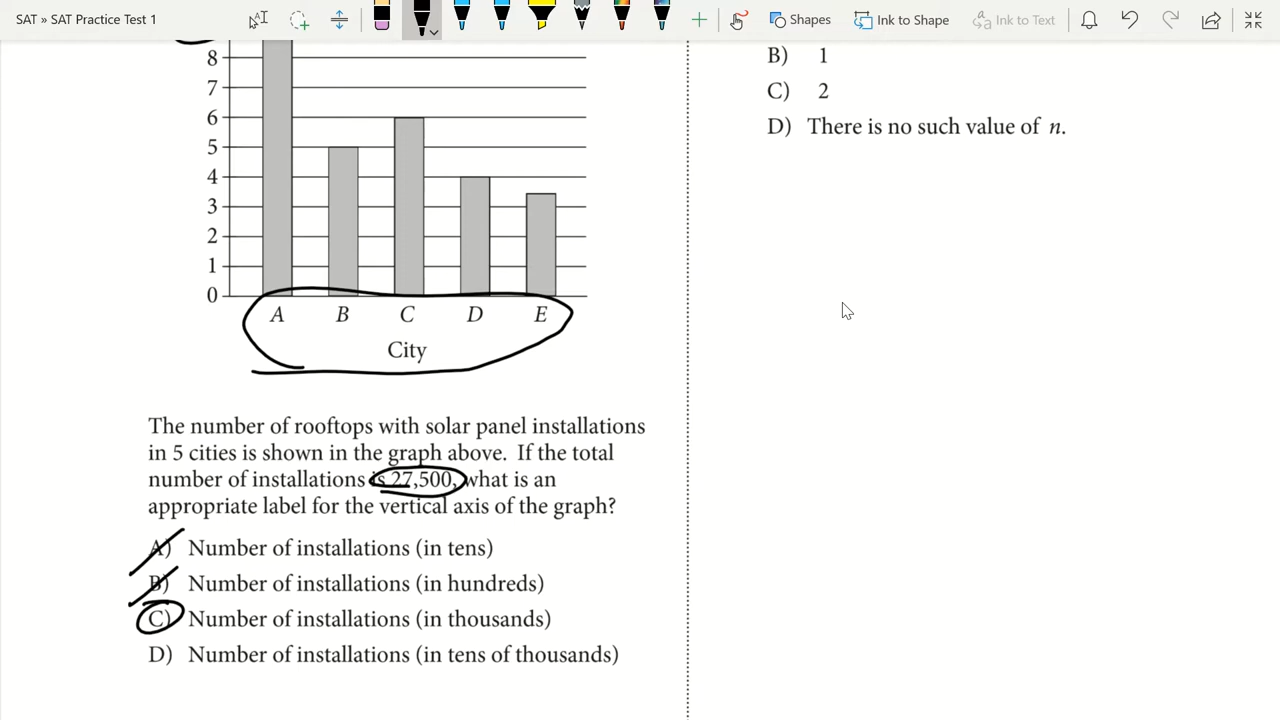 SAT » SAT Practice Test 1
Shapes
Ink to Shape
Ink to Text
8
7
6
5
4
3
2
1
0
A B C D E
City
The number of rooftops with solar panel installations
in 5 cities is shown in the graph above. If the total
number of installations is 27,500, what is an
appropriate label for the vertical axis of the graph?
A) Number of installations (in tens)
B) Number of installations (in hundreds)
C) Number of installations (in thousands)
D) Number of installations (in tens of thousands)
B) 1
C) 2
D) There is no such value of n.